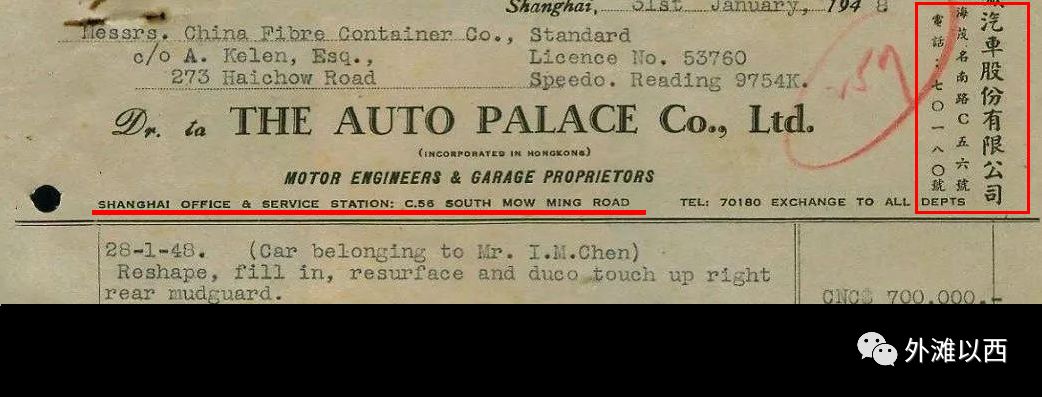 Shanghai, 31st January, 1948
Messrs. China Fibre Container Co., Standard
c/o A. Kelen, Esq., Licence No. 53760
273 Haichow Road Speedo. Reading 9754K.
Dr. to THE AUTO PALACE Co., Ltd.
(INCORPORATED IN HONGKONG)
MOTOR ENGINEERS & GARAGE PROPRIETORS
SHANGHAI OFFICE & SERVICE STATION: C.56 SOUTH MOW MING ROAD TEL: 70180 EXCHANGE TO ALL DEPTS
汽車股份有限公司
海茂名南路C五六號
電話：七〇一八〇號
28-1-48. (Car belonging to Mr. I.M.Chen)
Reshape, fill in, resurface and duco touch up right
rear mudguard. CNC$ 700,000.-
外滩以西